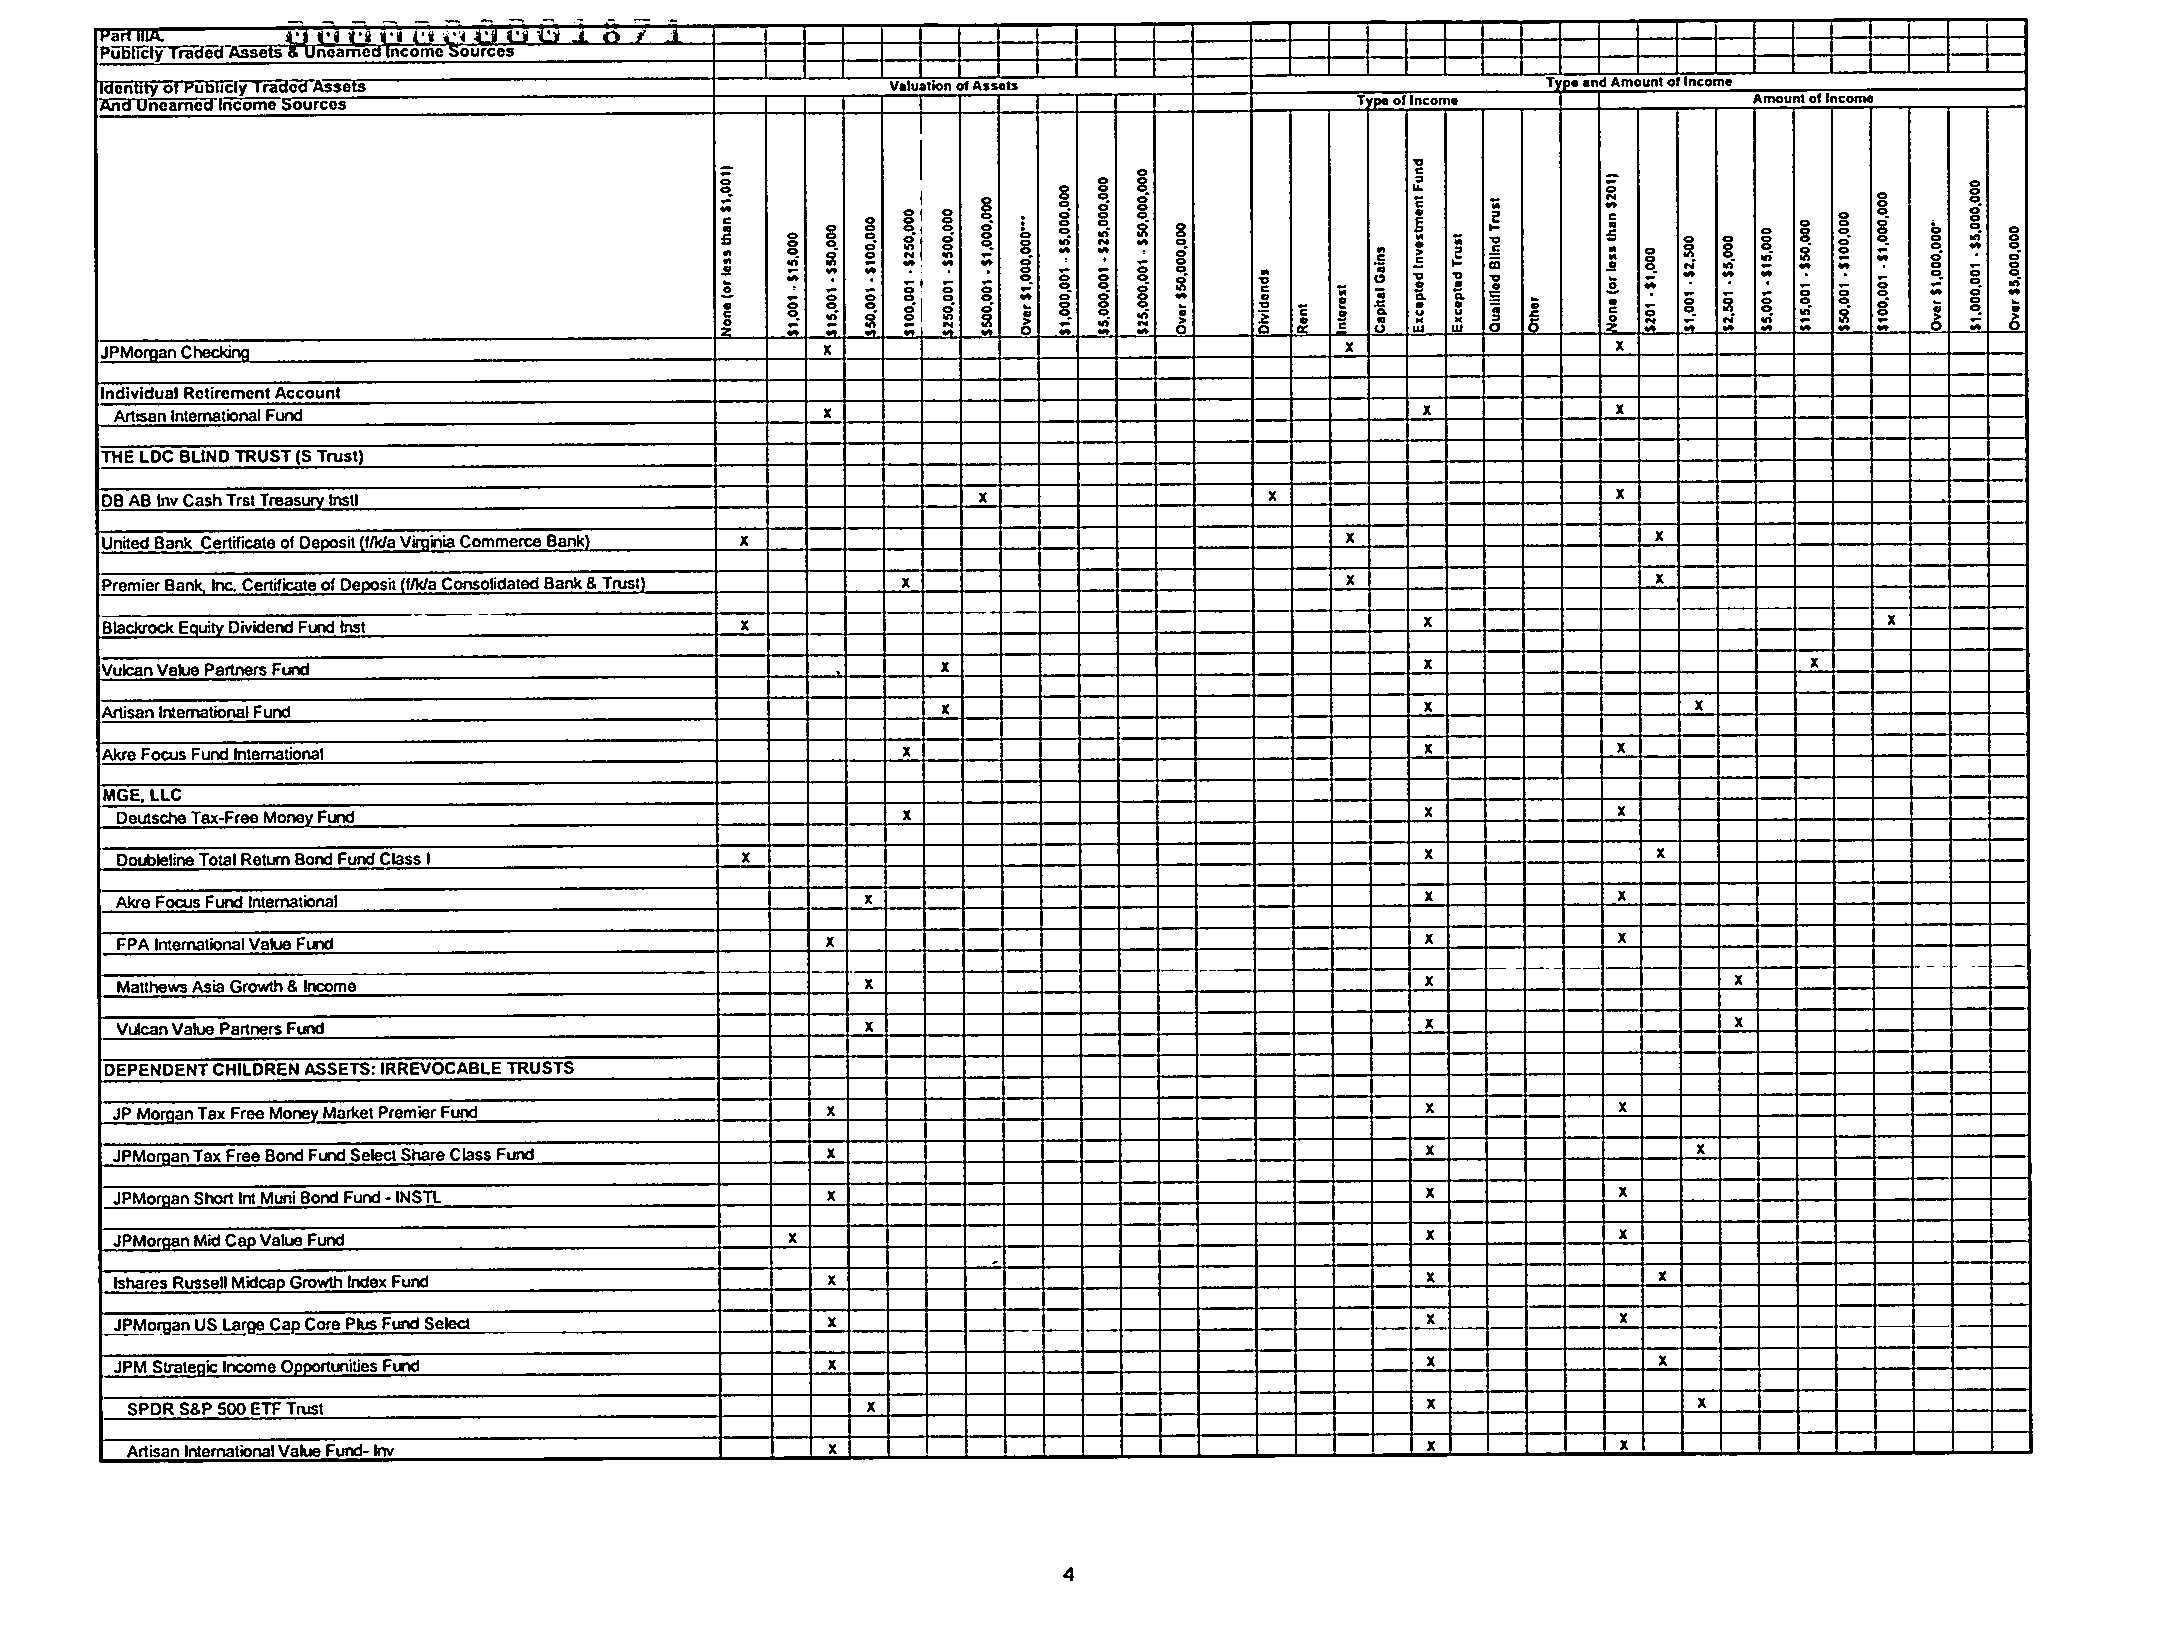 Part IIIA.
000000000001871
Publicly Traded Assets & Unearned Income Sources
Identity of Publicly Traded Assets Valuation of Assets Type and Amount of Income
And Unearned Income Sources Type of Income Amount of Income
None (or less than $1,001)
$1,001 - $15,000
$15,001 - $50,000
$50,001 - $100,000
$100,001 - $250,000
$250,001 - $500,000
$500,001 - $1,000,000
Over $1,000,000***
$1,000,001 - $5,000,000
$5,000,001 - $25,000,000
$25,000,001 - $50,000,000
Over $50,000,000
Dividends
Rent
Interest
Capital Gains
Excepted Investment Fund
Excepted Trust
Qualified Blind Trust
Other
None (or less than $201)
$201 - $1,000
$1,001 - $2,500
$2,501 - $5,000
$5,001 - $15,000
$15,001 - $50,000
$50,001 - $100,000
$100,001 - $1,000,000
Over $1,000,000*
$1,000,001 - $5,000,000
Over $5,000,000
JPMorgan Checking X X X
Individual Retirement Account
Artisan International Fund X X X
THE LDC BLIND TRUST (S Trust)
DB AB Inv Cash Trst Treasury Instl X X X
United Bank Certificate of Deposit (f/k/a Virginia Commerce Bank) X X X
Premier Bank, Inc. Certificate of Deposit (f/k/a Consolidated Bank & Trust) X X X
Blackrock Equity Dividend Fund Inst X X X
Vulcan Value Partners Fund X X X
Artisan International Fund X X X
Akre Focus Fund International X X X
MGE, LLC
Deutsche Tax-Free Money Fund X X X
Doubleline Total Return Bond Fund Class I X X X
Akre Focus Fund International X X X
FPA International Value Fund X X X
Matthews Asia Growth & Income X X X
Vulcan Value Partners Fund X X X
DEPENDENT CHILDREN ASSETS: IRREVOCABLE TRUSTS
JP Morgan Tax Free Money Market Premier Fund X X X
JPMorgan Tax Free Bond Fund Select Share Class Fund X X X
JPMorgan Short Int Muni Bond Fund - INSTL X X X
JPMorgan Mid Cap Value Fund X X X
Ishares Russell Midcap Growth Index Fund X X X
JPMorgan US Large Cap Core Plus Fund Select X X X
JPM Strategic Income Opportunities Fund X X X
SPDR S&P 500 ETF Trust X X X
Artisan International Value Fund- Inv X X X
4